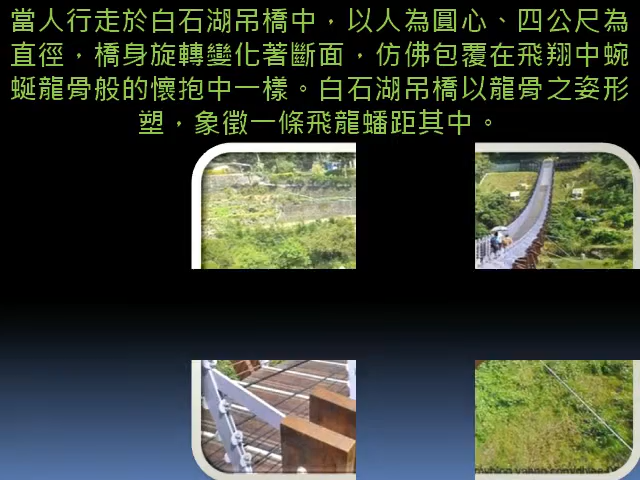 當人行走於白石湖吊橋中，以人為圓心、四公尺為
直徑，橋身旋轉變化著斷面，仿佛包覆在飛翔中蜿
蜒龍骨般的懷抱中一樣。白石湖吊橋以龍骨之姿形
塑，象徵一條飛龍蟠距其中。